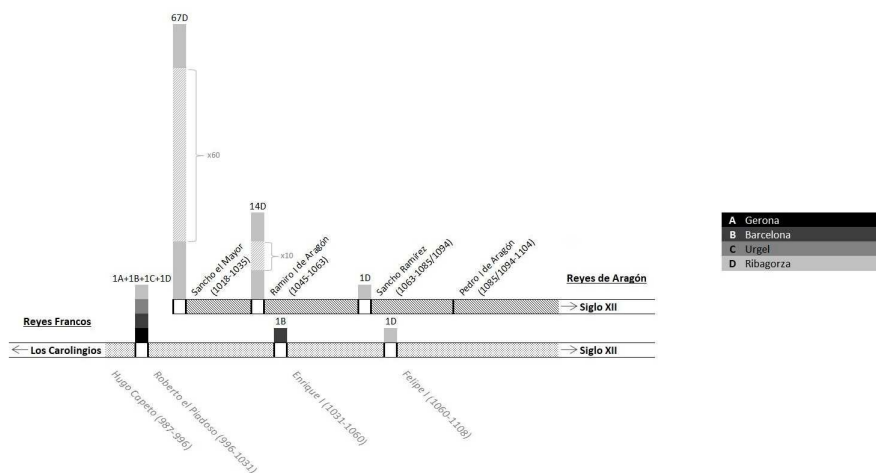 67D
x60
14D
x10
Sancho el Mayor
(1018-1035)
Ramiro I de Aragón
(1045-1063)
1D
Sancho Ramírez
(1063-1085/1094)
Pedro I de Aragón
(1085/1094-1104)
Reyes de Aragón
1A+1B+1C+1D
Siglo XII
Reyes Francos
1B
1D
Los Carolingios
Siglo XII
Hugo Capeto (987-996)
Roberto el Piadoso (996-1031)
Enrique I (1031-1060)
Felipe I (1060-1108)
A Gerona
B Barcelona
C Urgel
D Ribagorza